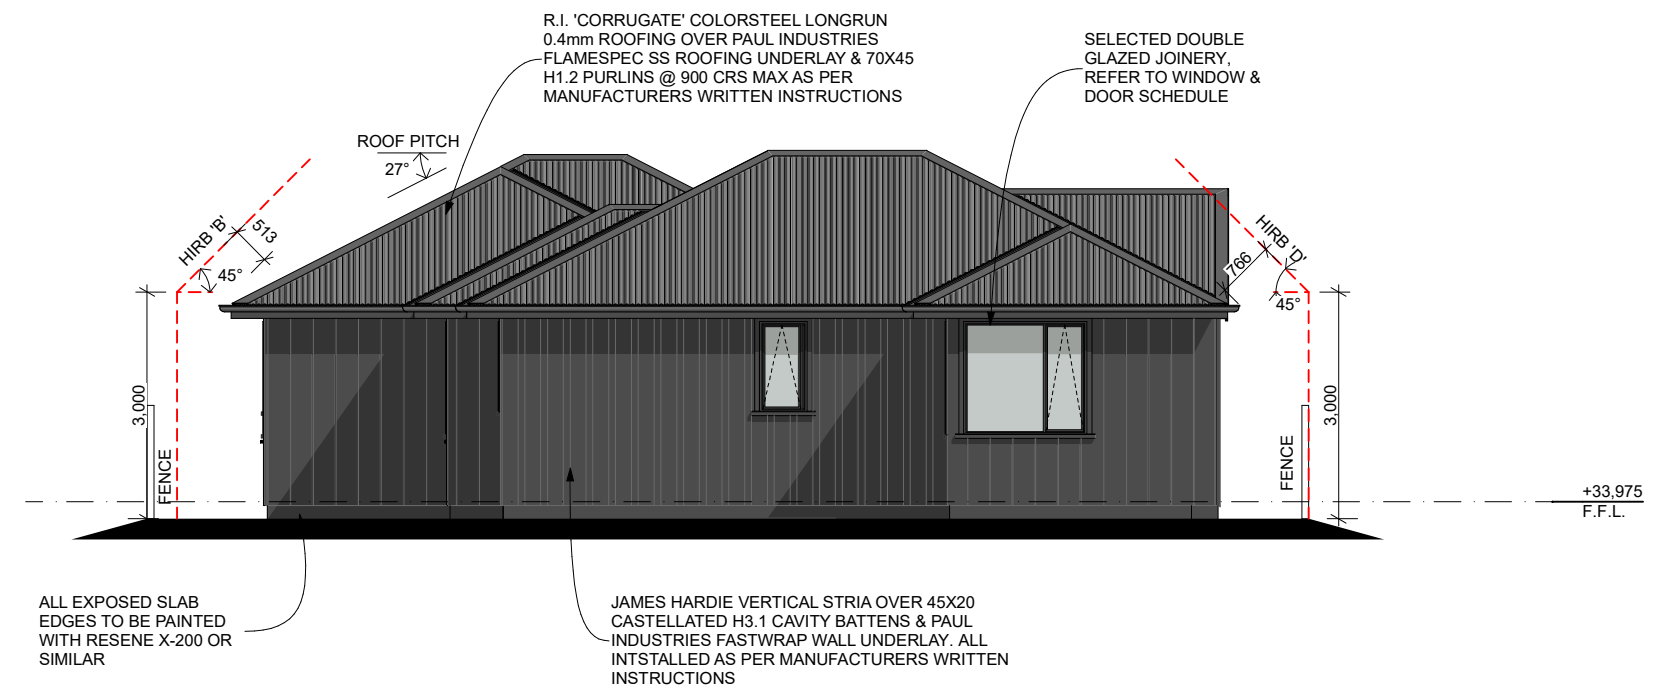 R.I. 'CORRUGATE' COLORSTEEL LONGRUN
0.4mm ROOFING OVER PAUL INDUSTRIES
FLAMESPEC SS ROOFING UNDERLAY & 70X45
H1.2 PURLINS @ 900 CRS MAX AS PER
MANUFACTURERS WRITTEN INSTRUCTIONS
SELECTED DOUBLE
GLAZED JOINERY,
REFER TO WINDOW &
DOOR SCHEDULE
ROOF PITCH
27°
HIRB 'B'
513
45°
HIRB 'D'
766
45°
3,000
FENCE
3,000
FENCE
+33,975
F.F.L.
ALL EXPOSED SLAB
EDGES TO BE PAINTED
WITH RESENE X-200 OR
SIMILAR
JAMES HARDIE VERTICAL STRIA OVER 45X20
CASTELLATED H3.1 CAVITY BATTENS & PAUL
INDUSTRIES FASTWRAP WALL UNDERLAY. ALL
INTSTALLED AS PER MANUFACTURERS WRITTEN
INSTRUCTIONS